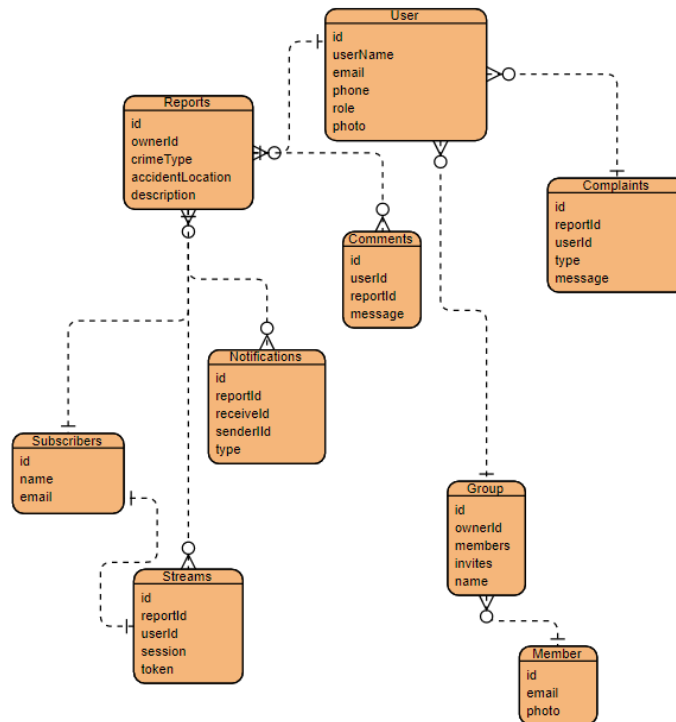 User
id
userName
email
phone
role
photo
Reports
id
ownerId
crimeType
accidentLocation
description
Complaints
id
reportId
userId
type
message
Comments
id
userId
reportId
message
Notifications
id
reportId
receiveId
senderIId
type
Subscribers
id
name
email
Group
id
ownerId
members
invites
name
Streams
id
reportId
userId
session
token
Member
id
email
photo